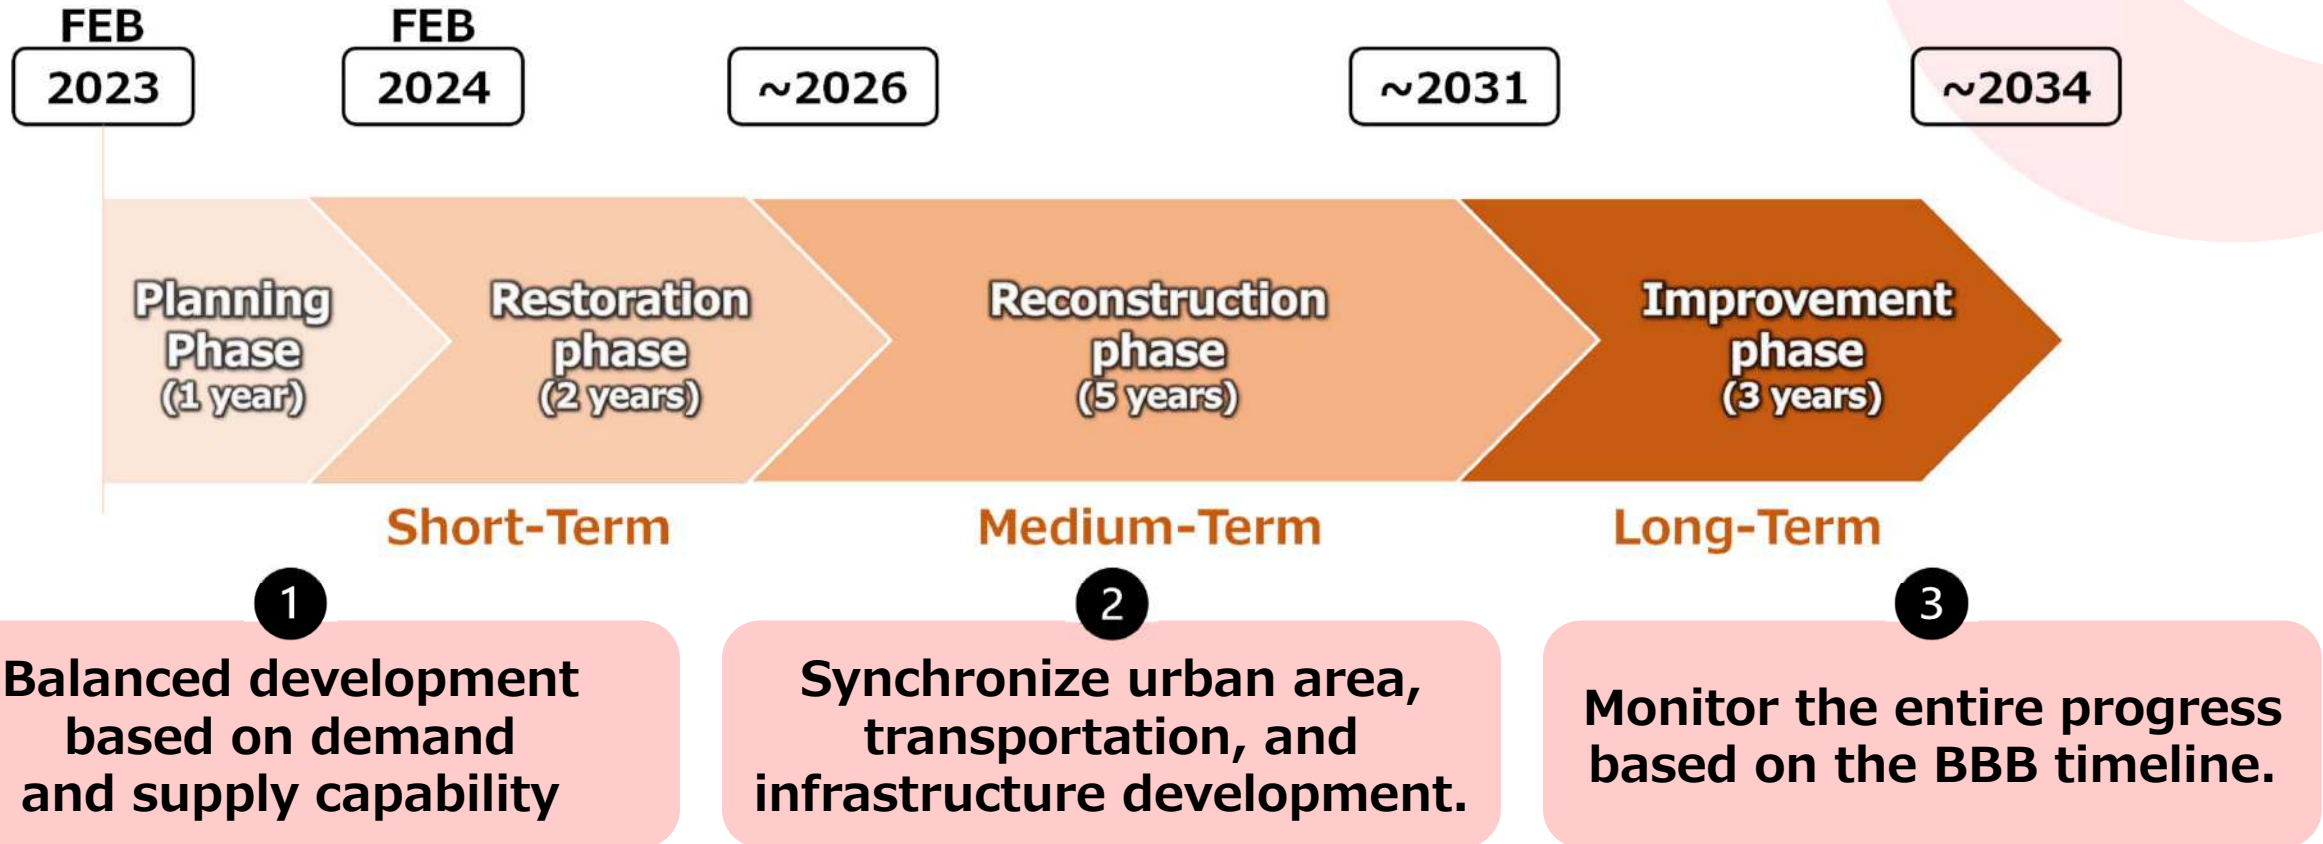 FEB
2023
FEB
2024
~2026
~2031
~2034
Planning
Phase
(1 year)
Restoration
phase
(2 years)
Reconstruction
phase
(5 years)
Improvement
phase
(3 years)
Short-Term
Medium-Term
Long-Term
1
Balanced development
based on demand
and supply capability
2
Synchronize urban area,
transportation, and
infrastructure development.
3
Monitor the entire progress
based on the BBB timeline.